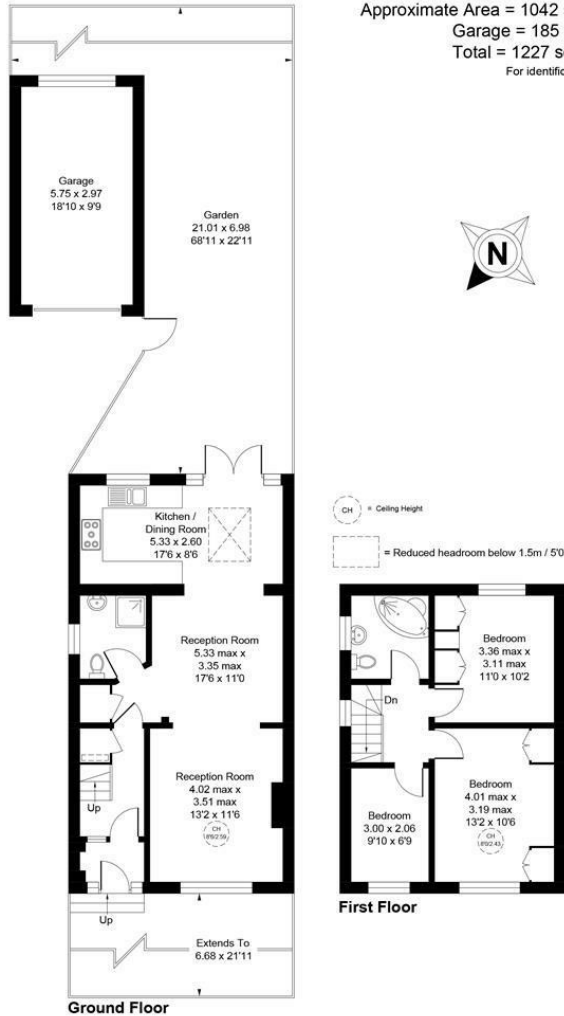 Approximate Area = 1042
Garage = 185
Total = 1227
For
Garage
5.75 x 2.97
18'10 x 9'9
Garden
21.01 x 6.98
68'11 x 22'11
N
CH = Ceiling Height
= Reduced headroom below 1.5m / 5'0
Kitchen /
Dining Room
5.33 x 2.60
17'6 x 8'6
Reception Room
5.33 max x
3.35 max
17'6 x 11'0
Reception Room
4.02 max x
3.51 max
13'2 x 11'6
CH
Up
Up
Extends To
6.68 x 21'11
Ground Floor
Bedroom
3.36 max x
3.11 max
11'0 x 10'2
Dn
Bedroom
4.01 max x
3.19 max
13'2 x 10'6
CH
Bedroom
3.00 x 2.06
9'10 x 6'9
First Floor